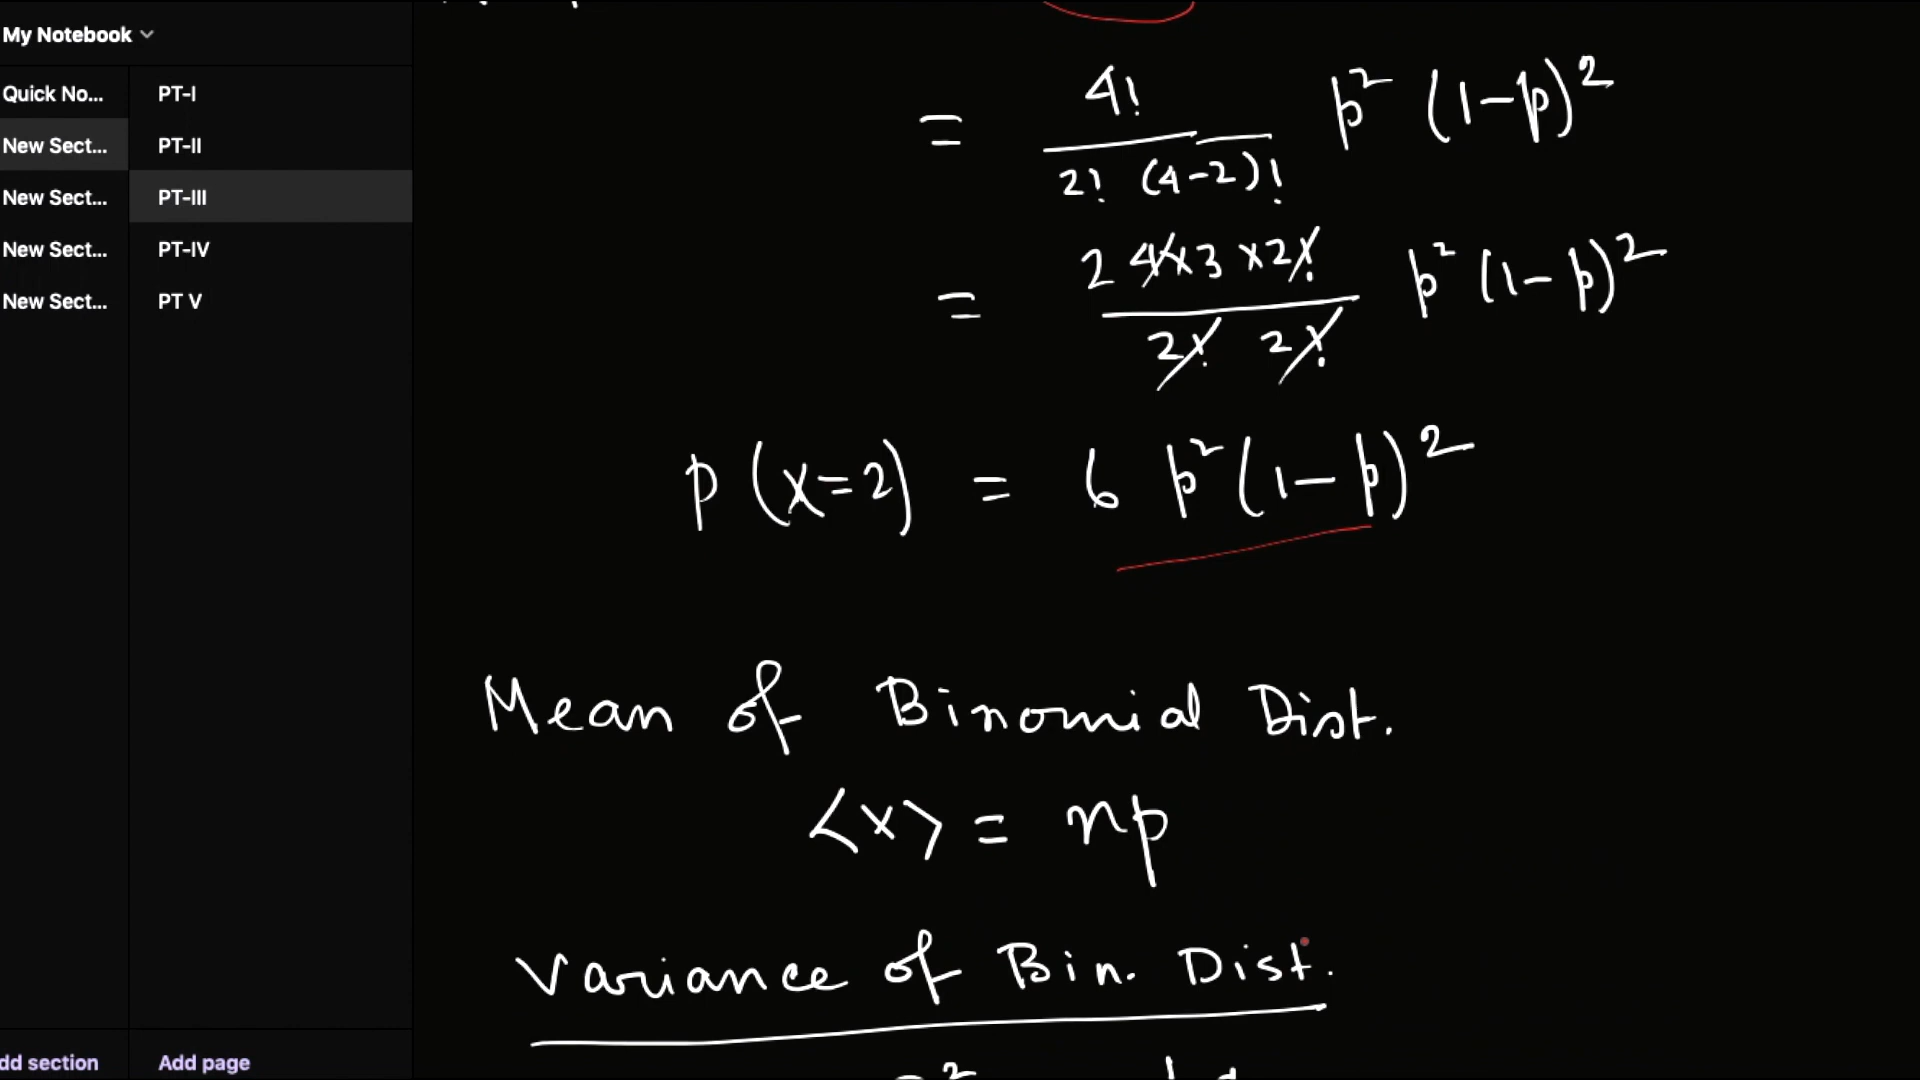 My Notebook
Quick No...
New Sect...
New Sect...
New Sect...
New Sect...
PT-I
PT-II
PT-III
PT-IV
PT V
dd section
Add page
= 4! / 2! (4-2)! p² (1-p)²
= 2 4×3 ×2! / 2! 2! p² (1-p)²
p (x=2) = 6 p² (1-p)²
Mean of Binomial Dist.
<x> = np
Variance of Bin. Dist.